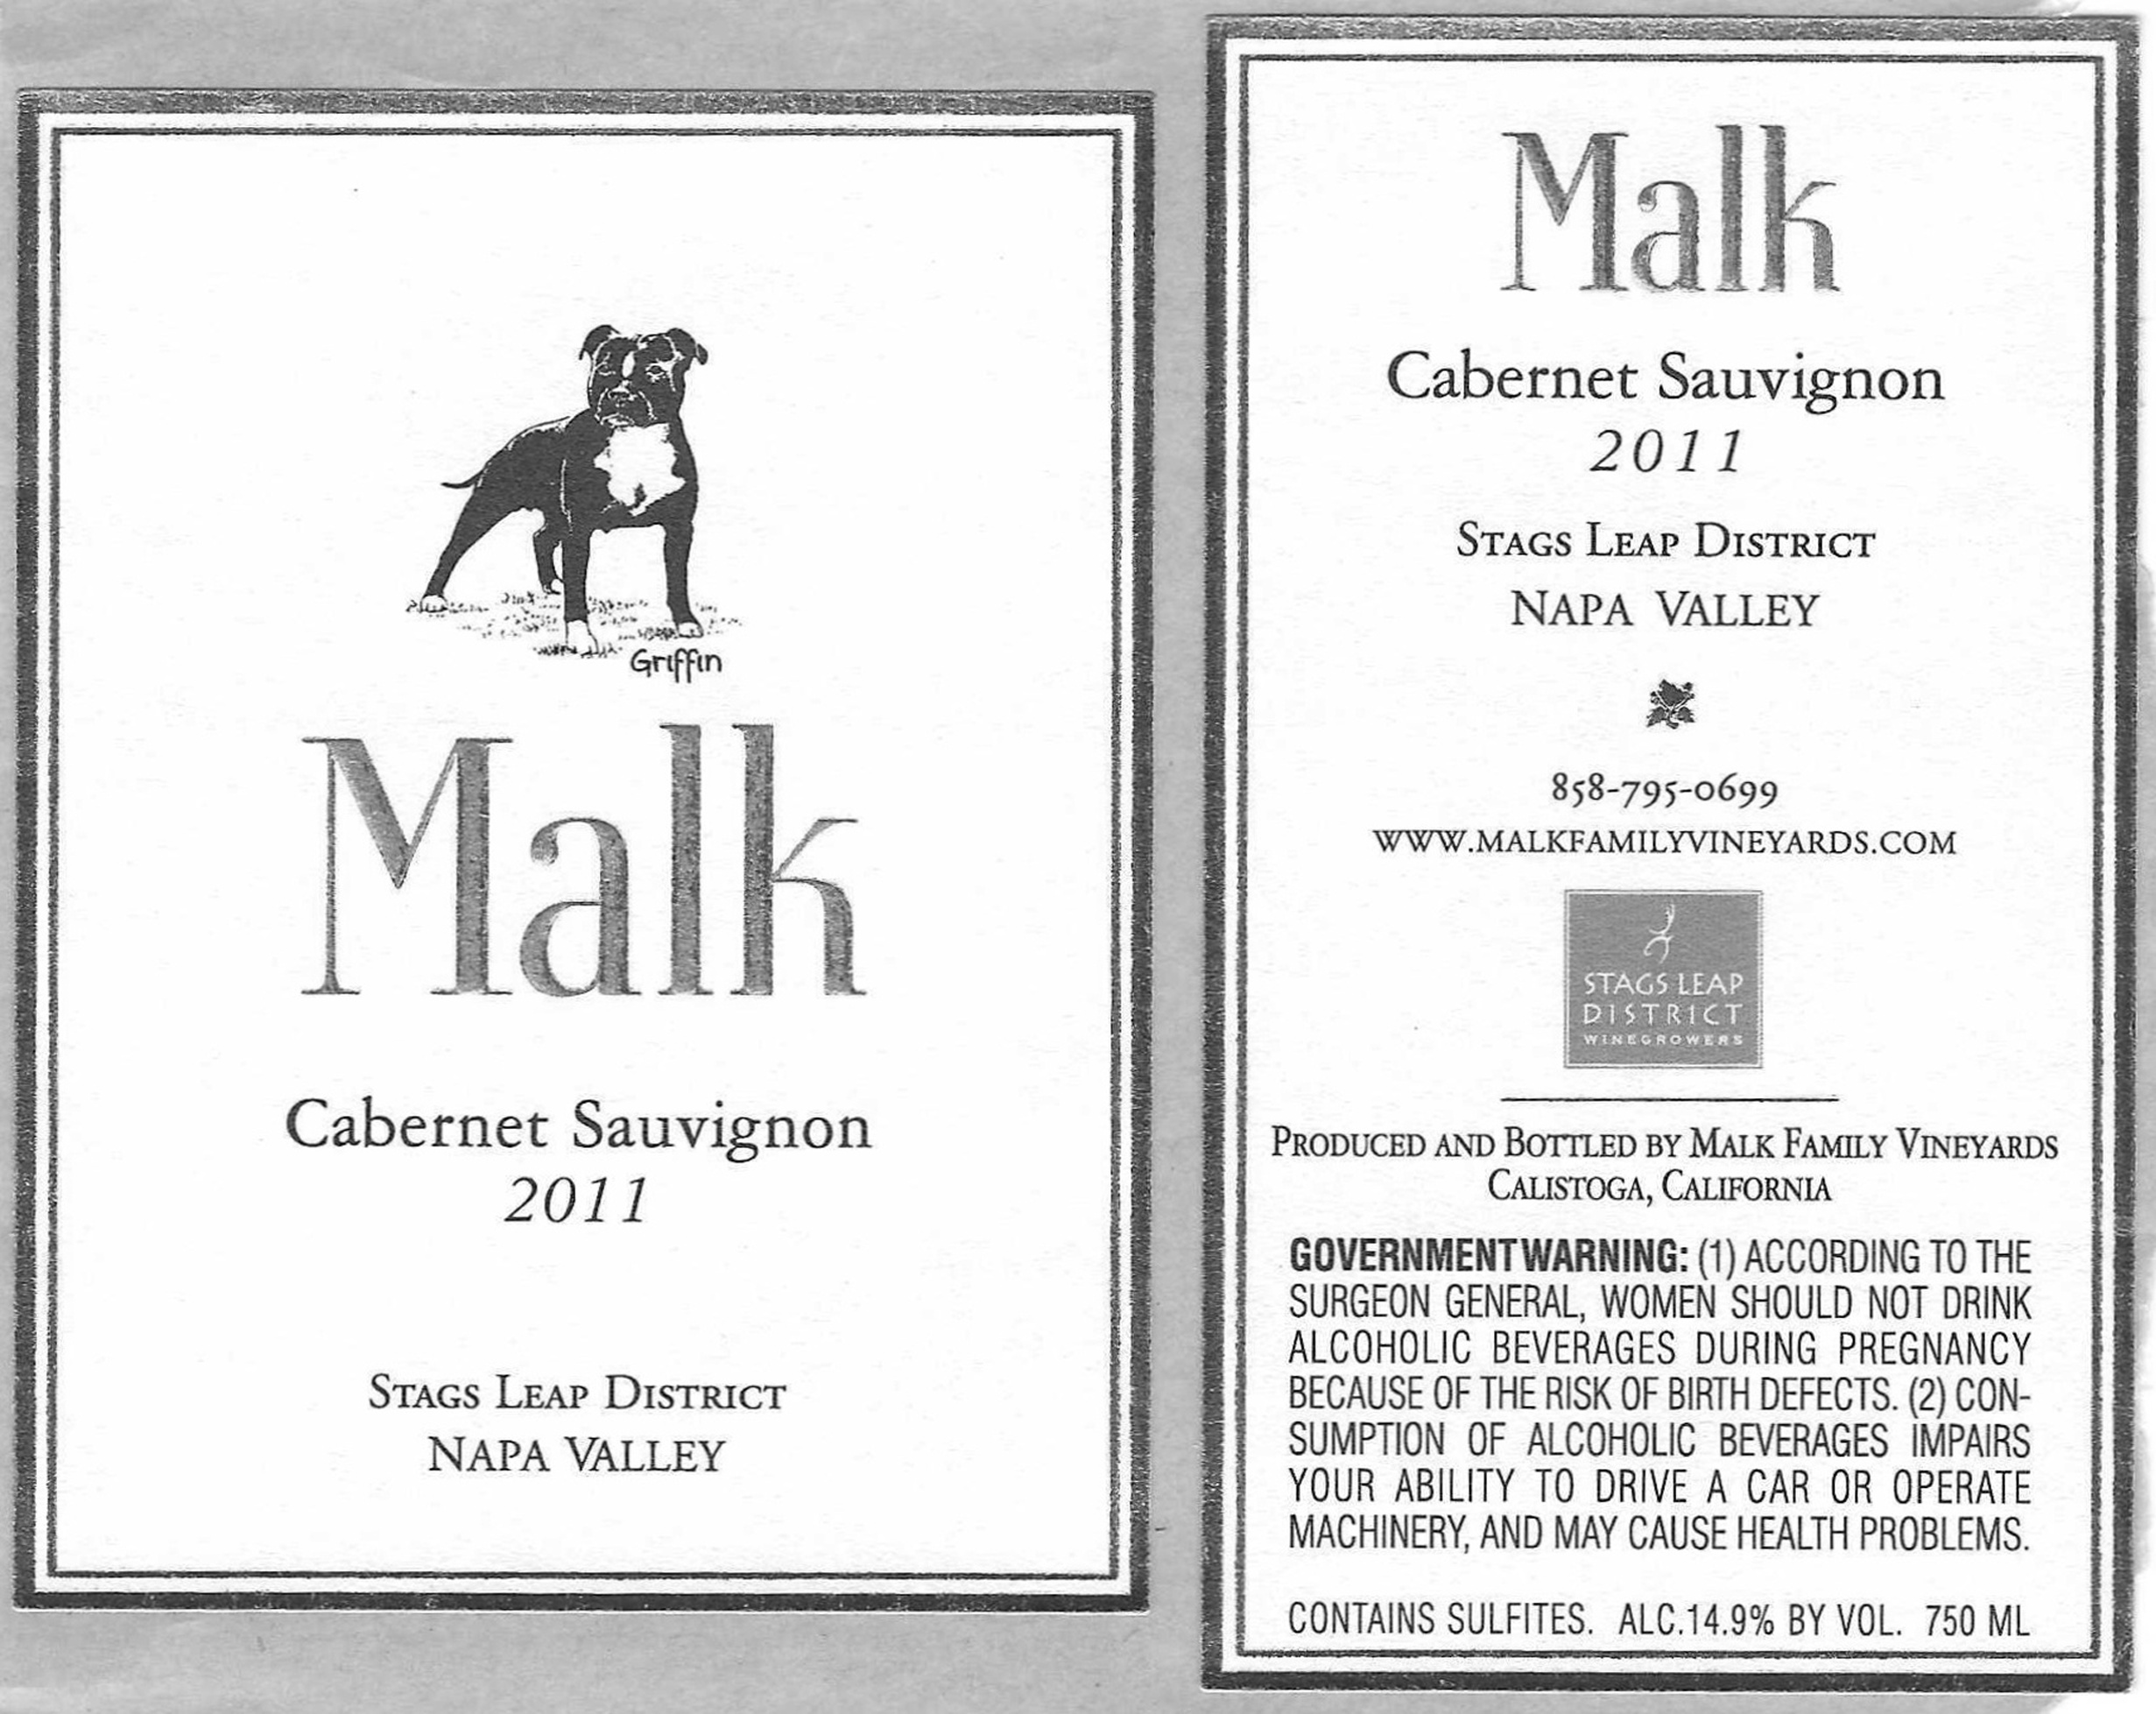 Griffin
Malk
Cabernet Sauvignon
2011
STAGS LEAP DISTRICT
NAPA VALLEY
Malk
Cabernet Sauvignon
2011
STAGS LEAP DISTRICT
NAPA VALLEY
858-795-0699
WWW.MALKFAMILYVINEYARDS.COM
STAGS LEAP
DISTRICT
WINEGROWERS
PRODUCED AND BOTTLED BY MALK FAMILY VINEYARDS
CALISTOGA, CALIFORNIA
GOVERNMENT WARNING: (1) ACCORDING TO THE
SURGEON GENERAL, WOMEN SHOULD NOT DRINK
ALCOHOLIC BEVERAGES DURING PREGNANCY
BECAUSE OF THE RISK OF BIRTH DEFECTS. (2) CON-
SUMPTION OF ALCOHOLIC BEVERAGES IMPAIRS
YOUR ABILITY TO DRIVE A CAR OR OPERATE
MACHINERY, AND MAY CAUSE HEALTH PROBLEMS.
CONTAINS SULFITES. ALC.14.9% BY VOL. 750 ML